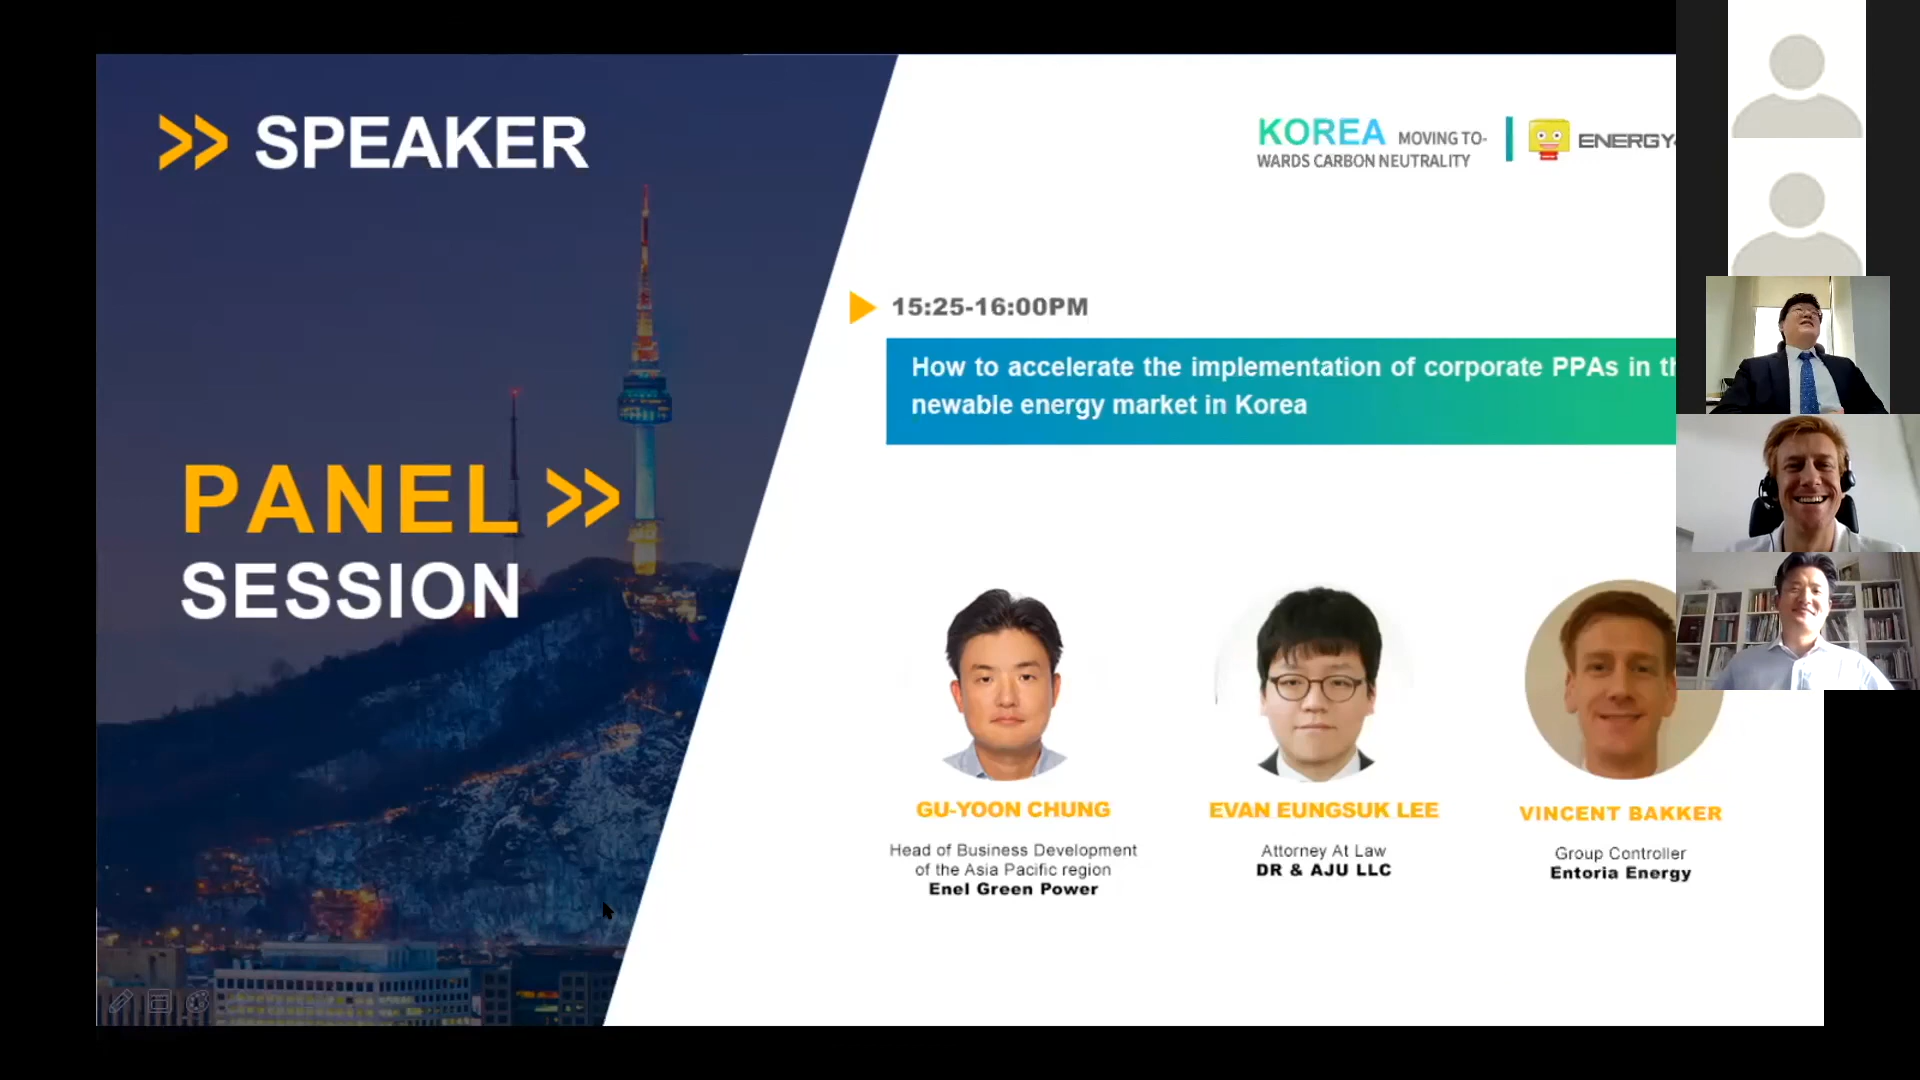 SPEAKER
KOREA MOVING TO-
WARDS CARBON NEUTRALITY
ENERGY
15:25-16:00PM
How to accelerate the implementation of corporate PPAs in
newable energy market in Korea
PANEL
SESSION
GU-YOON CHUNG
Head of Business Development
of the Asia Pacific region
Enel Green Power
EVAN EUNGSUK LEE
Attorney At Law
DR & AJU LLC
VINCENT BAKKER
Group Controller
Entoria Energy